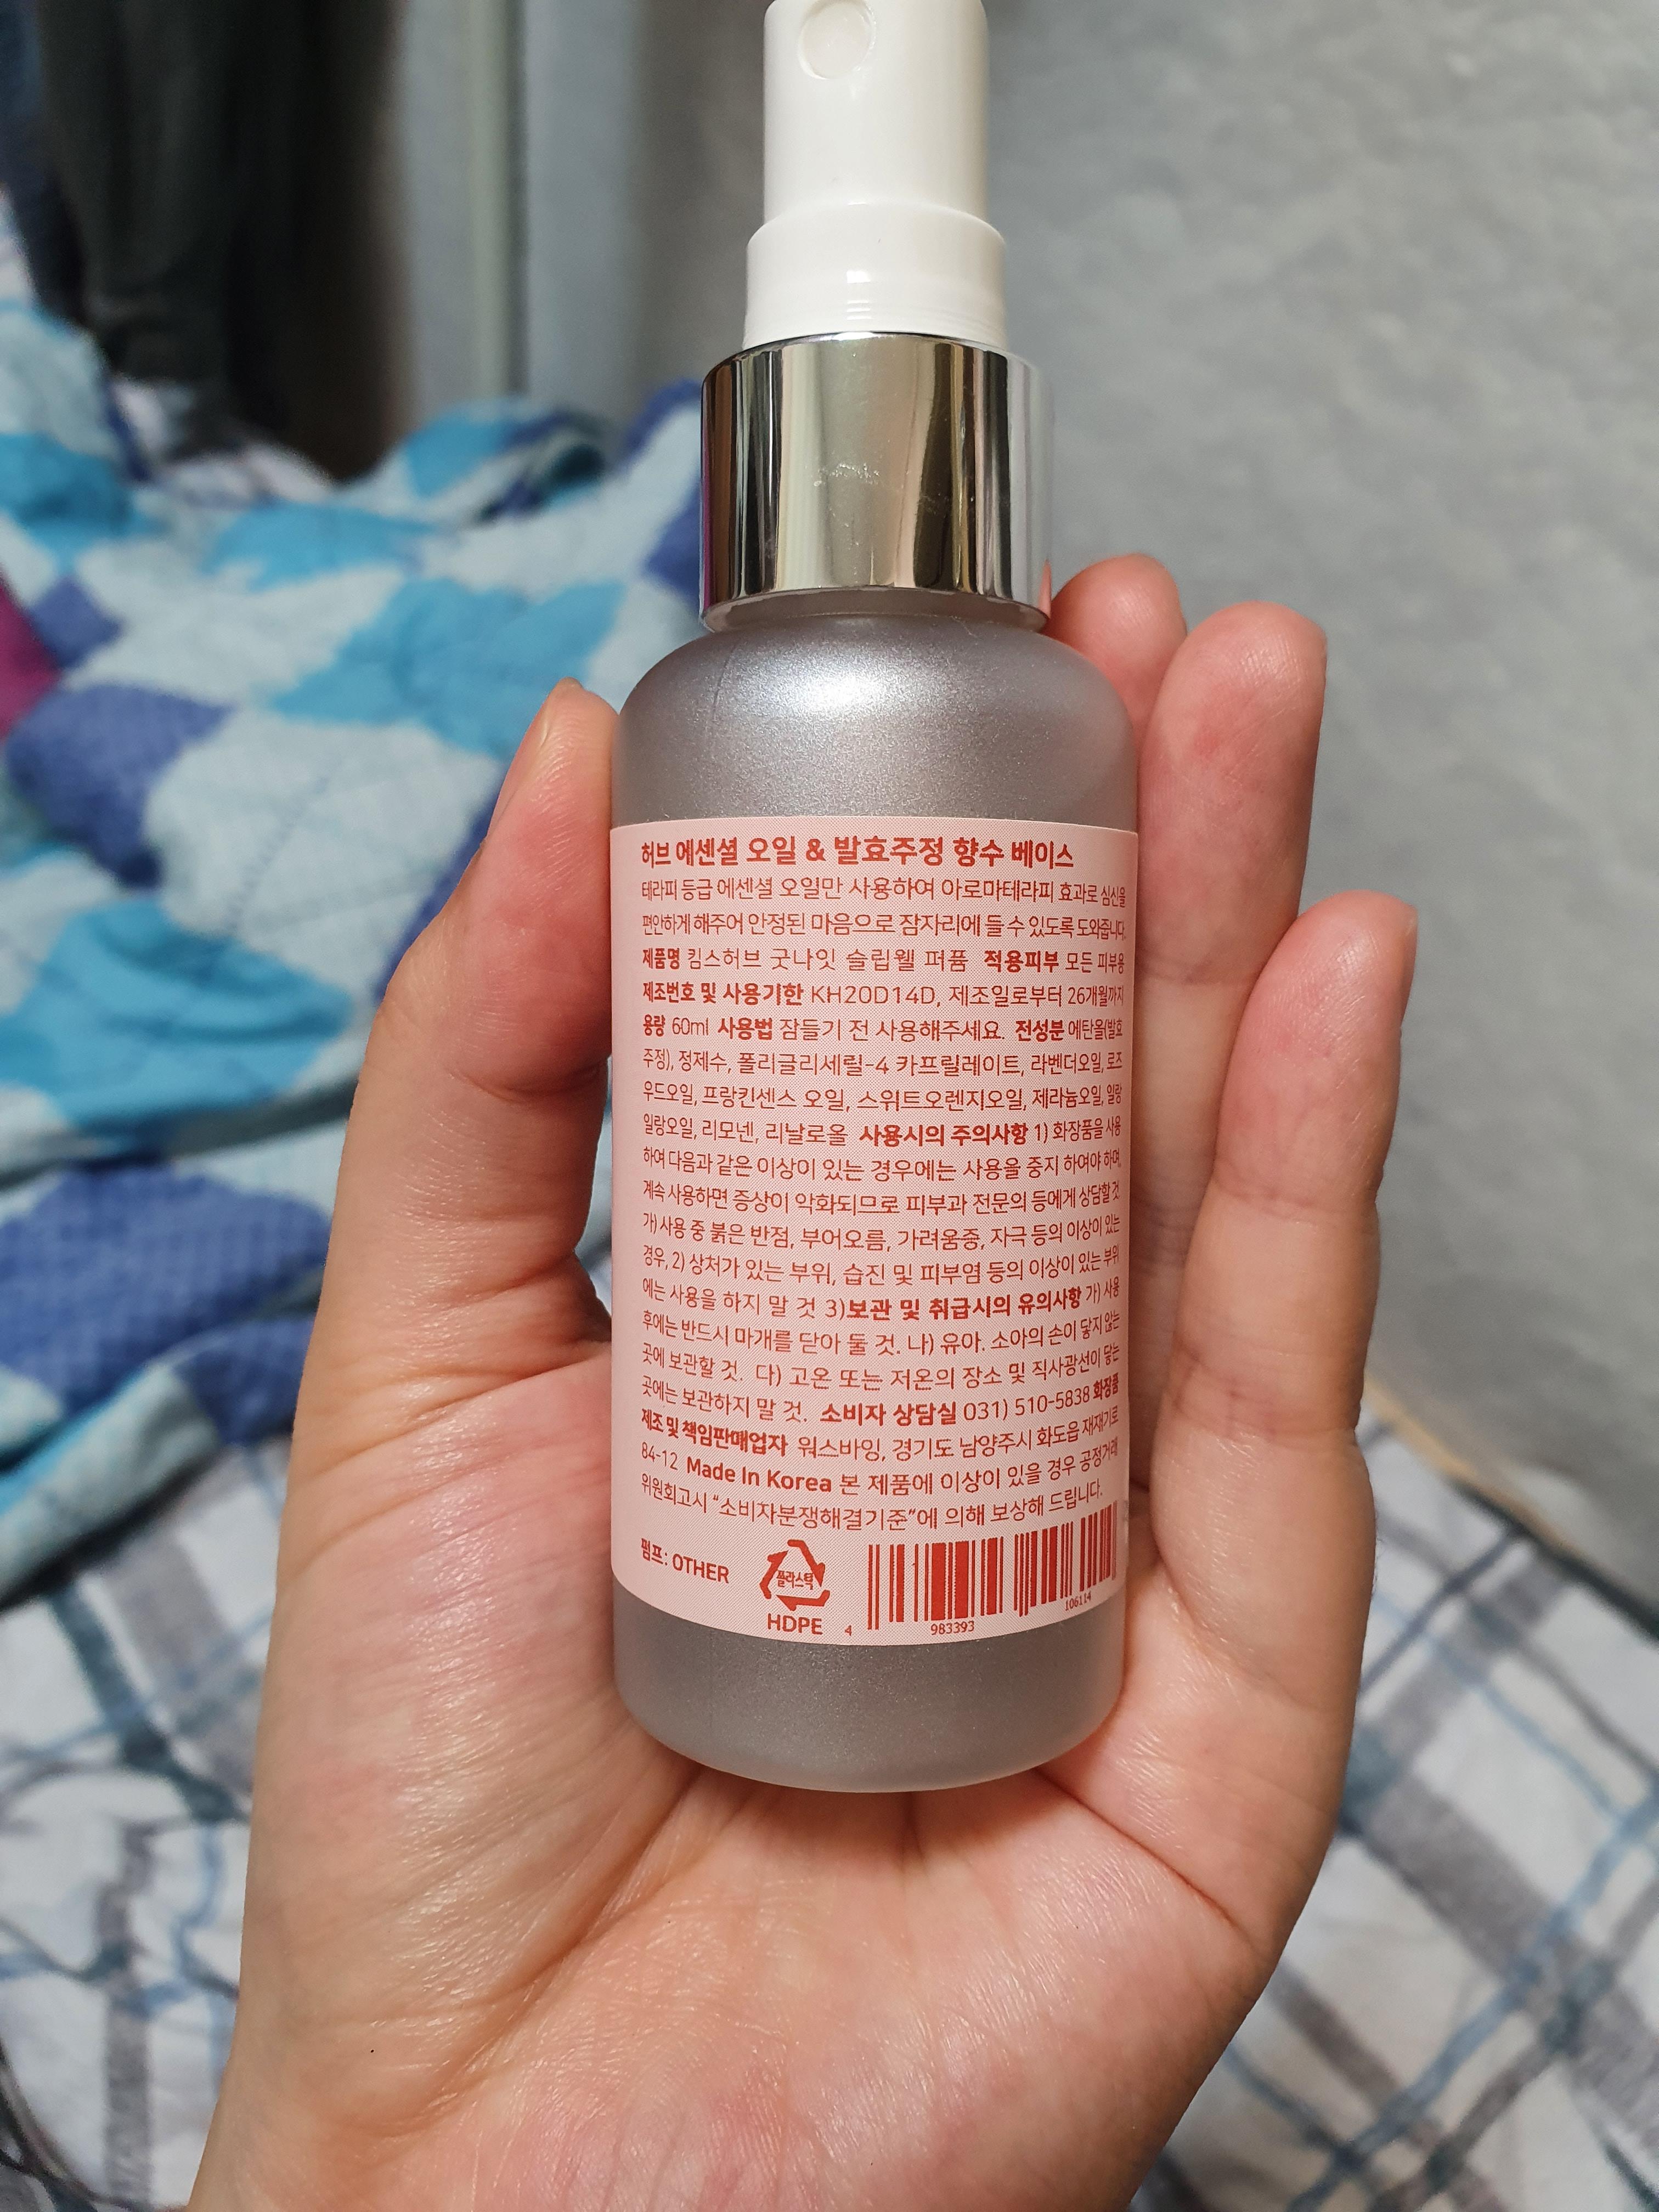 허브 에센셜 오일 & 발효주정 향수 베이스
테라피 등급 에센셜 오일만 사용하여 아로마테라피 효과로 심신을
편안하게 해주어 안정된 마음으로 잠자리에 들 수 있도록 도와줍니다.
제품명 킴스허브 굿나잇 슬립웰 퍼퓸 적용피부 모든 피부용
제조번호 및 사용기한 KH20D14D, 제조일로부터 26개월까지
용량 60ml 사용법 잠들기 전 사용해주세요. 전성분 에탄올(발효
주정), 정제수, 폴리글리세릴-4 카프릴레이트, 라벤더오일, 로즈
우드오일, 프랑킨센스 오일, 스위트오렌지오일, 제라늄오일, 일랑
일랑오일, 리모넨, 리날로올 사용시의 주의사항 1) 화장품을 사용
하여 다음과 같은 이상이 있는 경우에는 사용을 중지 하여야 하며,
계속 사용하면 증상이 악화되므로 피부과 전문의 등에게 상담할 것.
가) 사용 중 붉은 반점, 부어오름, 가려움증, 자극 등의 이상이 있는
경우, 2) 상처가 있는 부위, 습진 및 피부염 등의 이상이 있는 부위
에는 사용을 하지 말 것 3)보관 및 취급시의 유의사항 가) 사용
후에는 반드시 마개를 닫아 둘 것. 나) 유아. 소아의 손이 닿지 않는
곳에 보관할 것. 다) 고온 또는 저온의 장소 및 직사광선이 닿는
곳에는 보관하지 말 것. 소비자 상담실 031) 510-5838 화장품
제조 및 책임판매업자 워스바잉, 경기도 남양주시 화도읍 재재기로
84-12 Made In Korea 본 제품에 이상이 있을 경우 공정거래
위원회고시 "소비자분쟁해결기준"에 의해 보상해 드립니다.
펌프: OTHER
플라스틱
HDPE
4 983393 106114